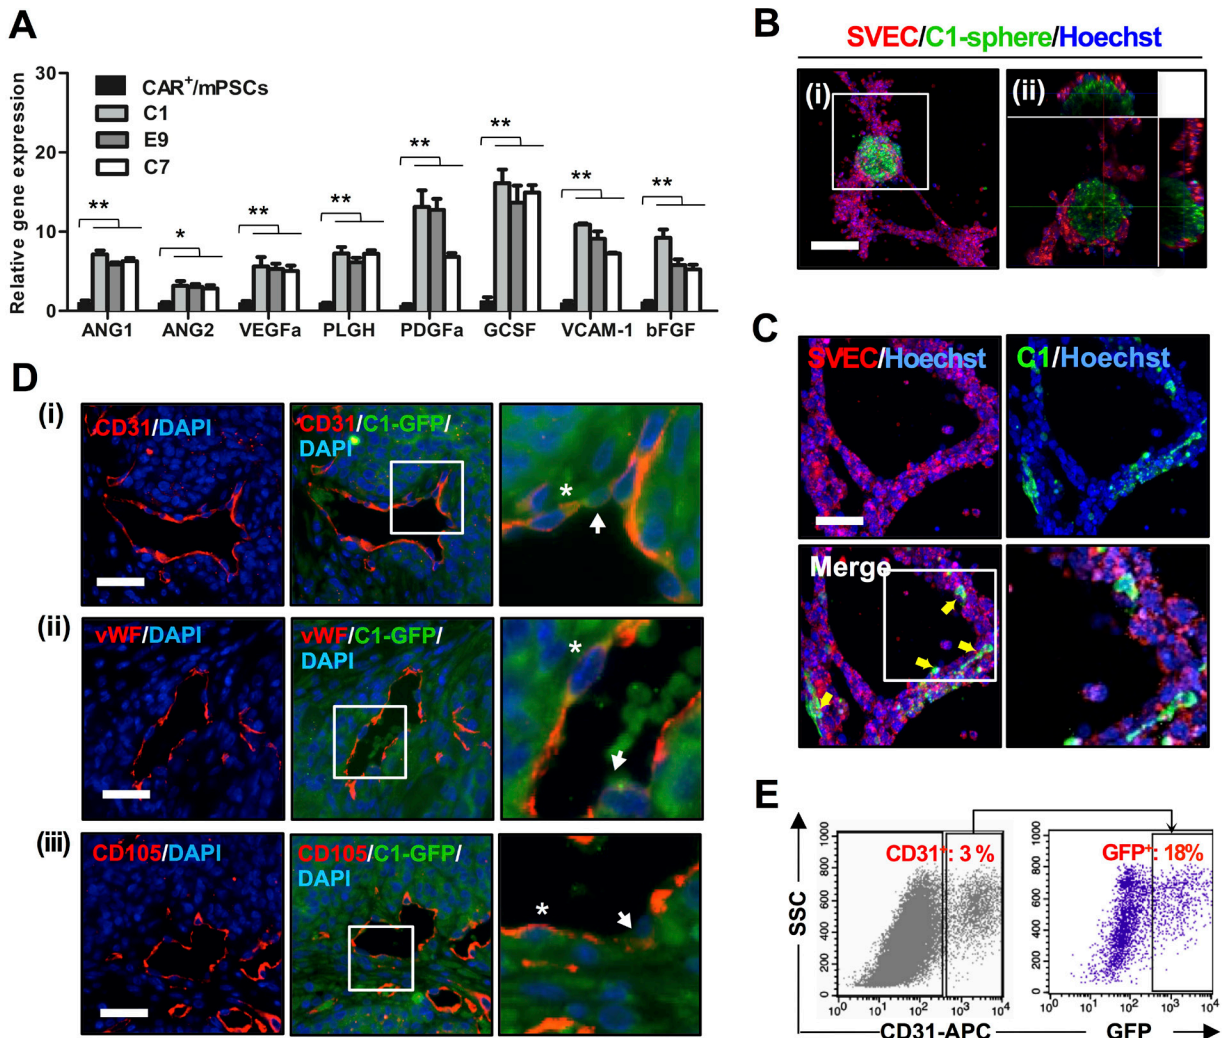 A
Relative gene expression
30
20
10
0
CAR+/mPSCs
C1
E9
C7
**
*
**
**
**
**
**
**
ANG1 ANG2 VEGFa PLGH PDGFa GCSF VCAM-1 bFGF
B
SVEC/C1-sphere/Hoechst
(i)
(ii)
C
SVEC/Hoechst
C1/Hoechst
Merge
D
(i)
CD31/DAPI
CD31/C1-GFP/
DAPI
*
(ii)
vWF/DAPI
vWF/C1-GFP/
DAPI
*
(iii)
CD105/DAPI
CD105/C1-GFP/
DAPI
*
E
SSC
1000
800
600
400
200
0
CD31+: 3 %
10⁰ 10¹ 10² 10³ 10⁴
CD31-APC
1000
800
600
400
200
0
GFP+: 18%
10⁰ 10¹ 10² 10³ 10⁴
GFP